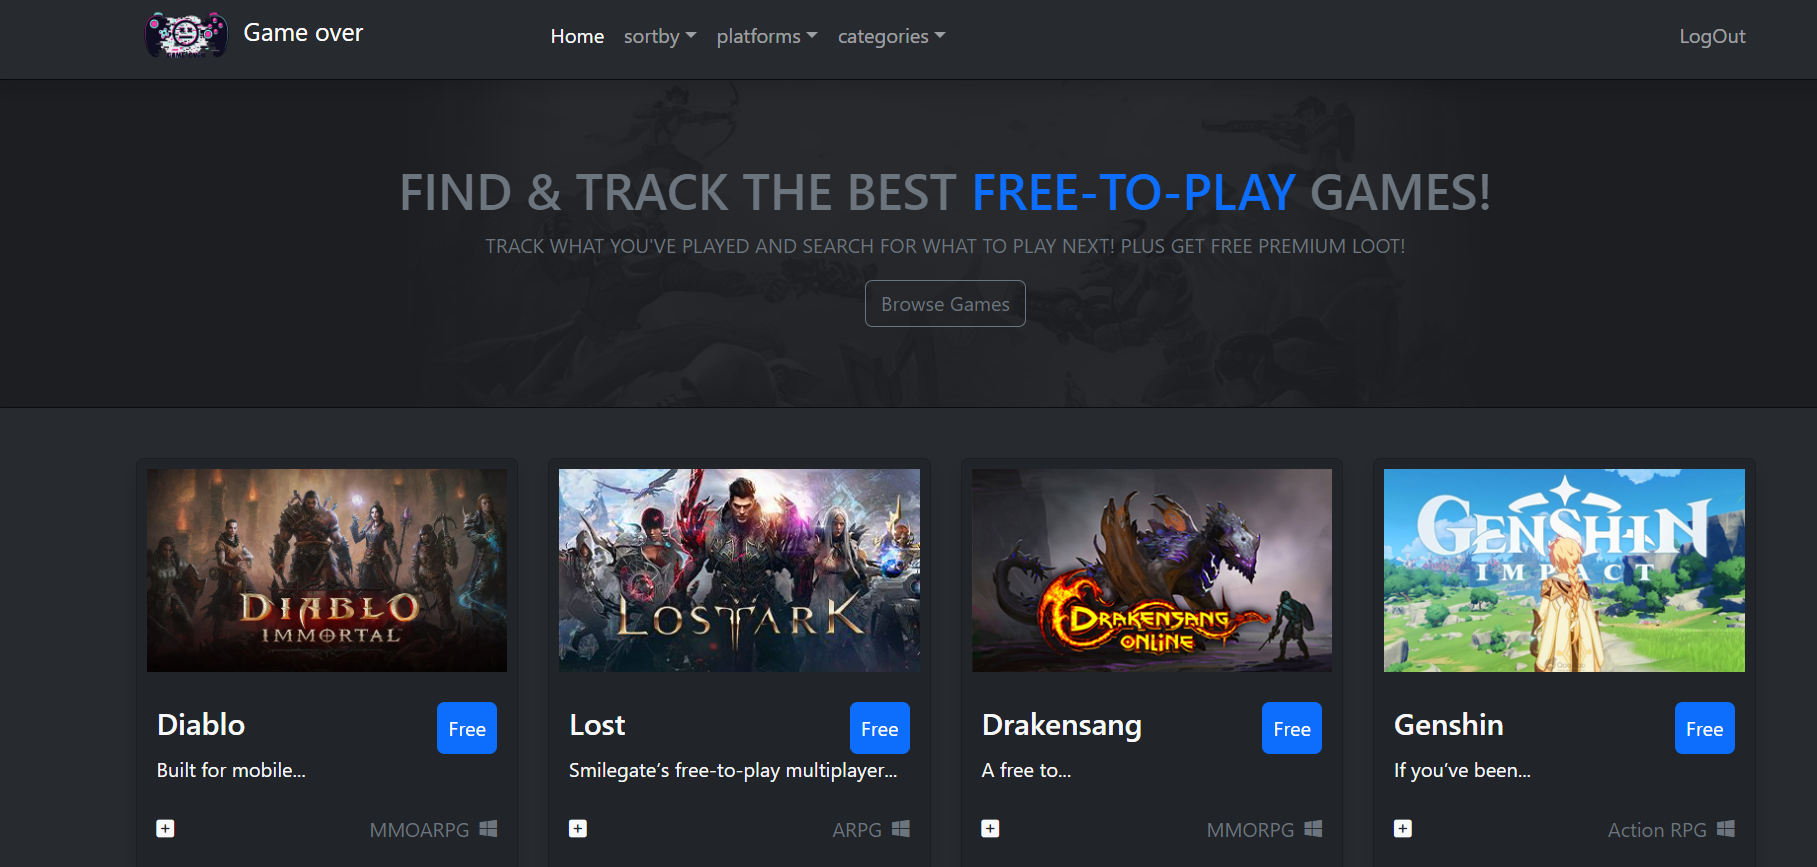 Game over
Home sortby platforms categories
LogOut
FIND & TRACK THE BEST FREE-TO-PLAY GAMES!
TRACK WHAT YOU'VE PLAYED AND SEARCH FOR WHAT TO PLAY NEXT! PLUS GET FREE PREMIUM LOOT!
Browse Games
DIABLO
IMMORTAL
LOST ARK
DRAKENSANG
ONLINE
GENSHIN
IMPACT
Diablo Free
Built for mobile...
MMOARPG
Lost Free
Smilegate’s free-to-play multiplayer...
ARPG
Drakensang Free
A free to...
MMORPG
Genshin Free
If you’ve been...
Action RPG